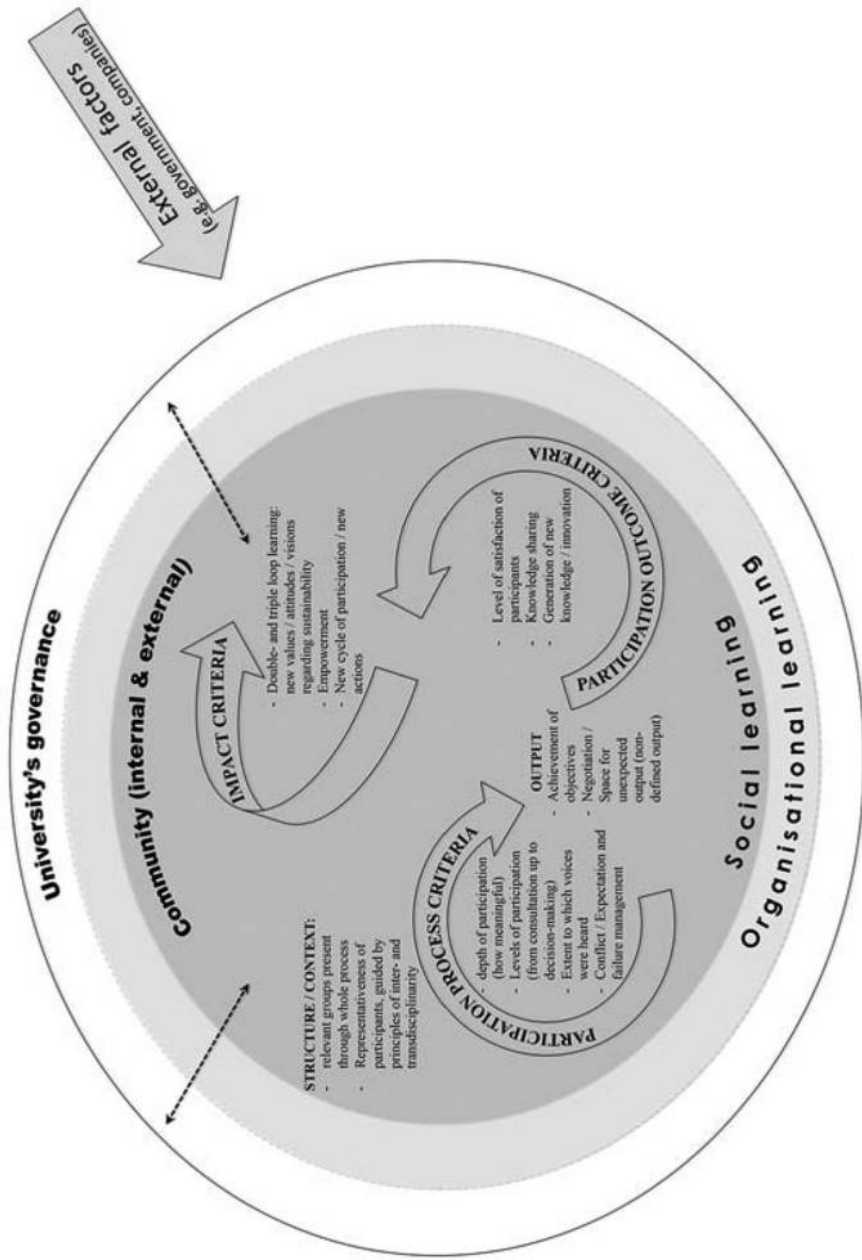 External factors
(e.g. government, companies)
University's governance
Community (internal & external)
STRUCTURE / CONTEXT:
- relevant groups present
through whole process
- Representativeness of
participants, guided by
principles of inter- and
transdisciplinarity
IMPACT CRITERIA
- Double- and triple loop learning:
new values / attitudes / visions
regarding sustainability
- Empowerment
- New cycle of participation / new
actions
PARTICIPATION PROCESS CRITERIA
- depth of participation
(how meaningful)
- Levels of participation
(from consultation up to
decision-making)
- Extent to which voices
were heard
- Conflict / Expectation and
failure management
OUTPUT
- Achievement of
objectives
- Negotiation /
Space for
unexpected
output (non-
defined output)
- Level of satisfaction of
participants
- Knowledge sharing
- Generation of new
knowledge / innovation
PARTICIPATION OUTCOME CRITERIA
Social learning
Organisational learning